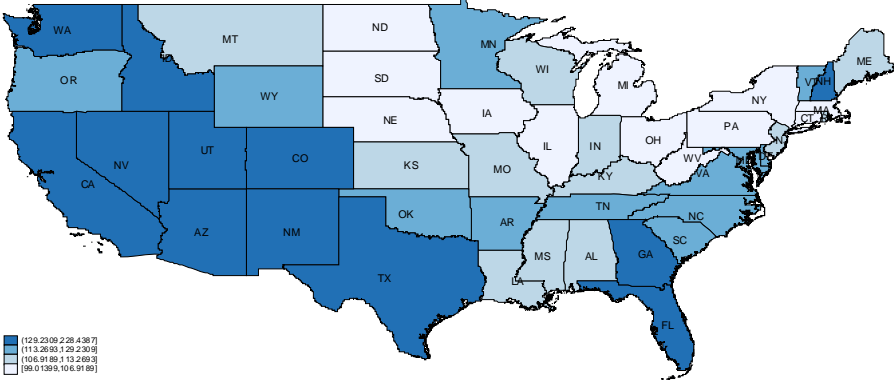 WA
MT
ND
MN
ME
OR
SD
WI
MI
VT
NH
WY
NY
MA
CT
NE
IA
PA
NV
UT
CO
IL
IN
OH
CA
KS
MO
WV
VA
KY
AZ
NM
OK
AR
TN
NC
SC
TX
LA
MS
AL
GA
FL
(129.2309,228.4387]
(113.2693,129.2309]
(106.9189,113.2693]
[99.01399,106.9189]